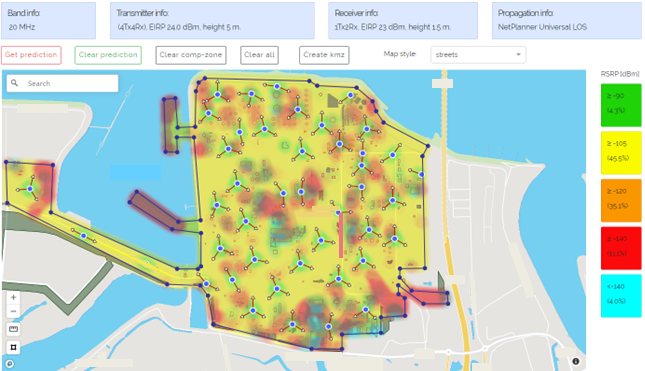 Band info:
20 MHz
Transmitter info:
(4Tx4Rx), EIRP 24.0 dBm, height 5 m.
Receiver info:
1Tx2Rx, EIRP 23 dBm, height 1.5 m.
Propagation info:
NetPlanner Universal LOS
Get prediction
Clear prediction
Clear comp-zone
Clear all
Create kmz
Map style:
streets
Search
RSRP [dBm]
≥ -90
(4.3%)
≥ -105
(45.5%)
≥ -120
(35.1%)
≥ -140
(11.1%)
<-140
(4.0%)